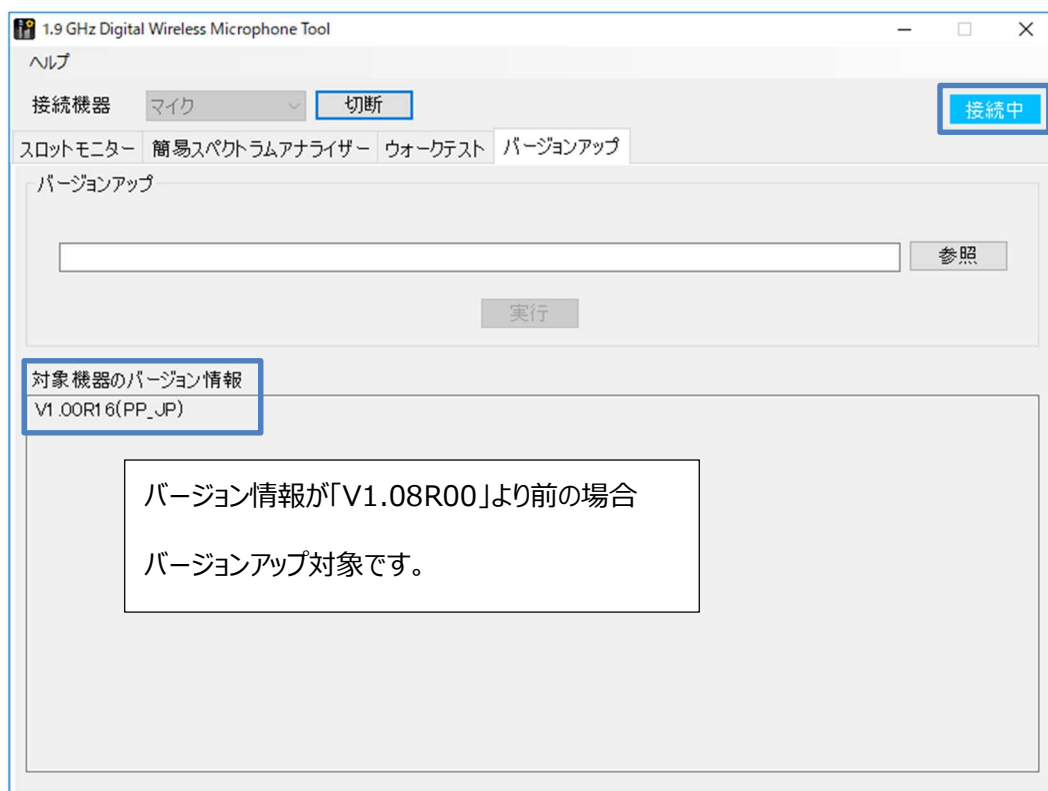 1.9 GHz Digital Wireless Microphone Tool
ヘルプ
接続機器 マイク 切断 接続中
スロットモニター 簡易スペクトラムアナライザー ウォークテスト バージョンアップ
バージョンアップ
参照
実行
対象機器のバージョン情報
V1.00R16(PP_JP)
バージョン情報が「V1.08R00」より前の場合
バージョンアップ対象です。